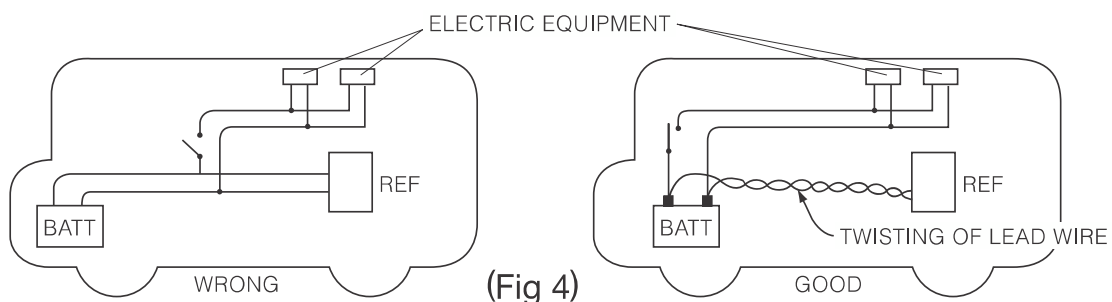 ELECTRIC EQUIPMENT
REF
BATT
WRONG
REF
BATT
TWISTING OF LEAD WIRE
GOOD
(Fig 4)